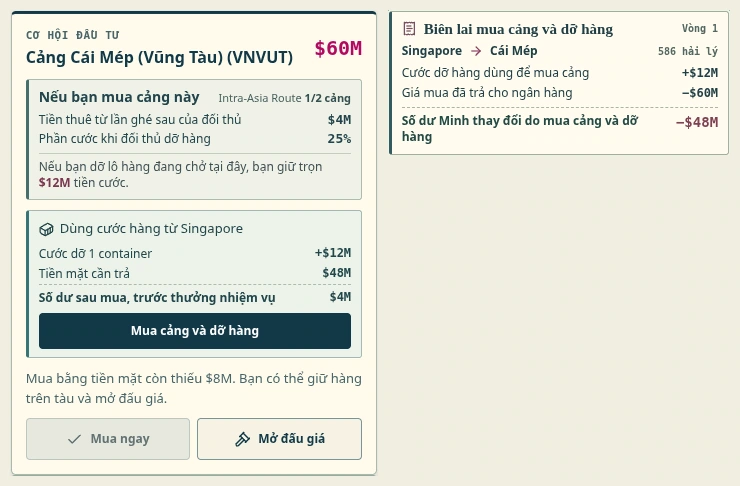 CƠ HỘI ĐẦU TƯ
Cảng Cái Mép (Vũng Tàu) (VNVUT)
$60M
Nếu bạn mua cảng này
Intra-Asia Route 1/2 cảng
Tiền thuê từ lần ghé sau của đối thủ
$4M
Phần cước khi đối thủ dỡ hàng
25%
Nếu bạn dỡ lô hàng đang chở tại đây, bạn giữ trọn
$12M tiền cước.
Dùng cước hàng từ Singapore
Cước dỡ 1 container
+$12M
Tiền mặt cần trả
$48M
Số dư sau mua, trước thưởng nhiệm vụ
$4M
Mua cảng và dỡ hàng
Mua bằng tiền mặt còn thiếu $8M. Bạn có thể giữ hàng
trên tàu và mở đấu giá.
Mua ngay
Mở đấu giá
Biên lai mua cảng và dỡ hàng
Vòng 1
Singapore → Cái Mép
586 hải lý
Cước dỡ hàng dùng để mua cảng
+$12M
Giá mua đã trả cho ngân hàng
−$60M
Số dư Minh thay đổi do mua cảng và dỡ
hàng
−$48M